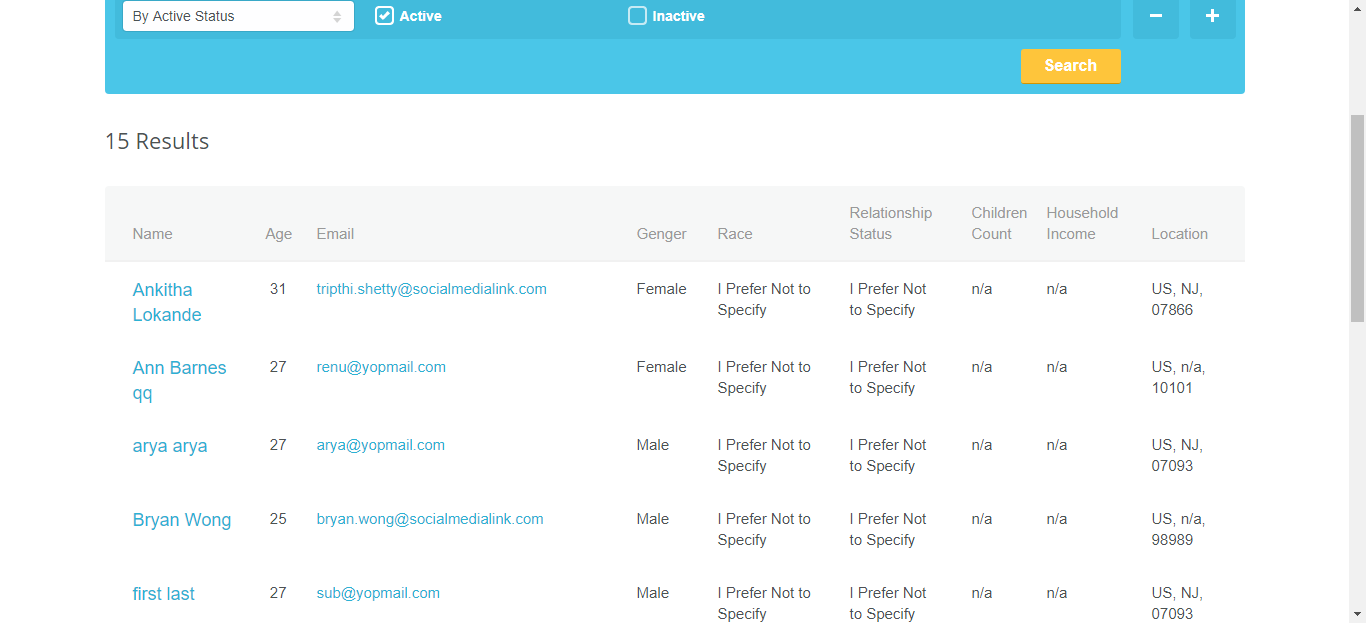 By Active Status Active Inactive − +
Search
15 Results
Relationship Children Household
Name Age Email Genger Race Status Count Income Location
Ankitha 31 tripthi.shetty@socialmedialink.com Female I Prefer Not to I Prefer Not n/a n/a US, NJ,
Lokande Specify to Specify 07866
Ann Barnes 27 renu@yopmail.com Female I Prefer Not to I Prefer Not n/a n/a US, n/a,
qq Specify to Specify 10101
arya arya 27 arya@yopmail.com Male I Prefer Not to I Prefer Not n/a n/a US, NJ,
Specify to Specify 07093
Bryan Wong 25 bryan.wong@socialmedialink.com Male I Prefer Not to I Prefer Not n/a n/a US, n/a,
Specify to Specify 98989
first last 27 sub@yopmail.com Male I Prefer Not to I Prefer Not n/a n/a US, NJ,
Specify to Specify 07093